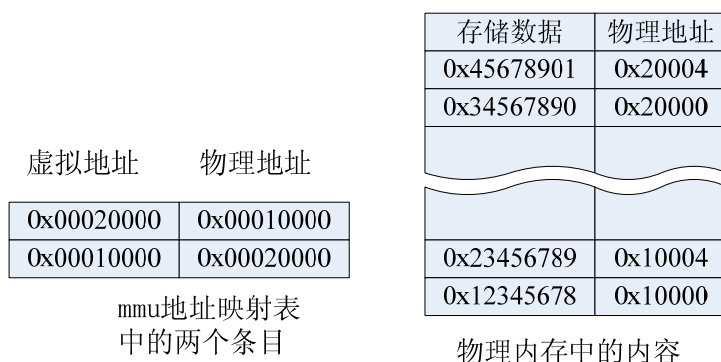 虚拟地址 物理地址
0x00020000 0x00010000
0x00010000 0x00020000
mmu地址映射表
中的两个条目
存储数据 物理地址
0x45678901 0x20004
0x34567890 0x20000
0x23456789 0x10004
0x12345678 0x10000
物理内存中的内容